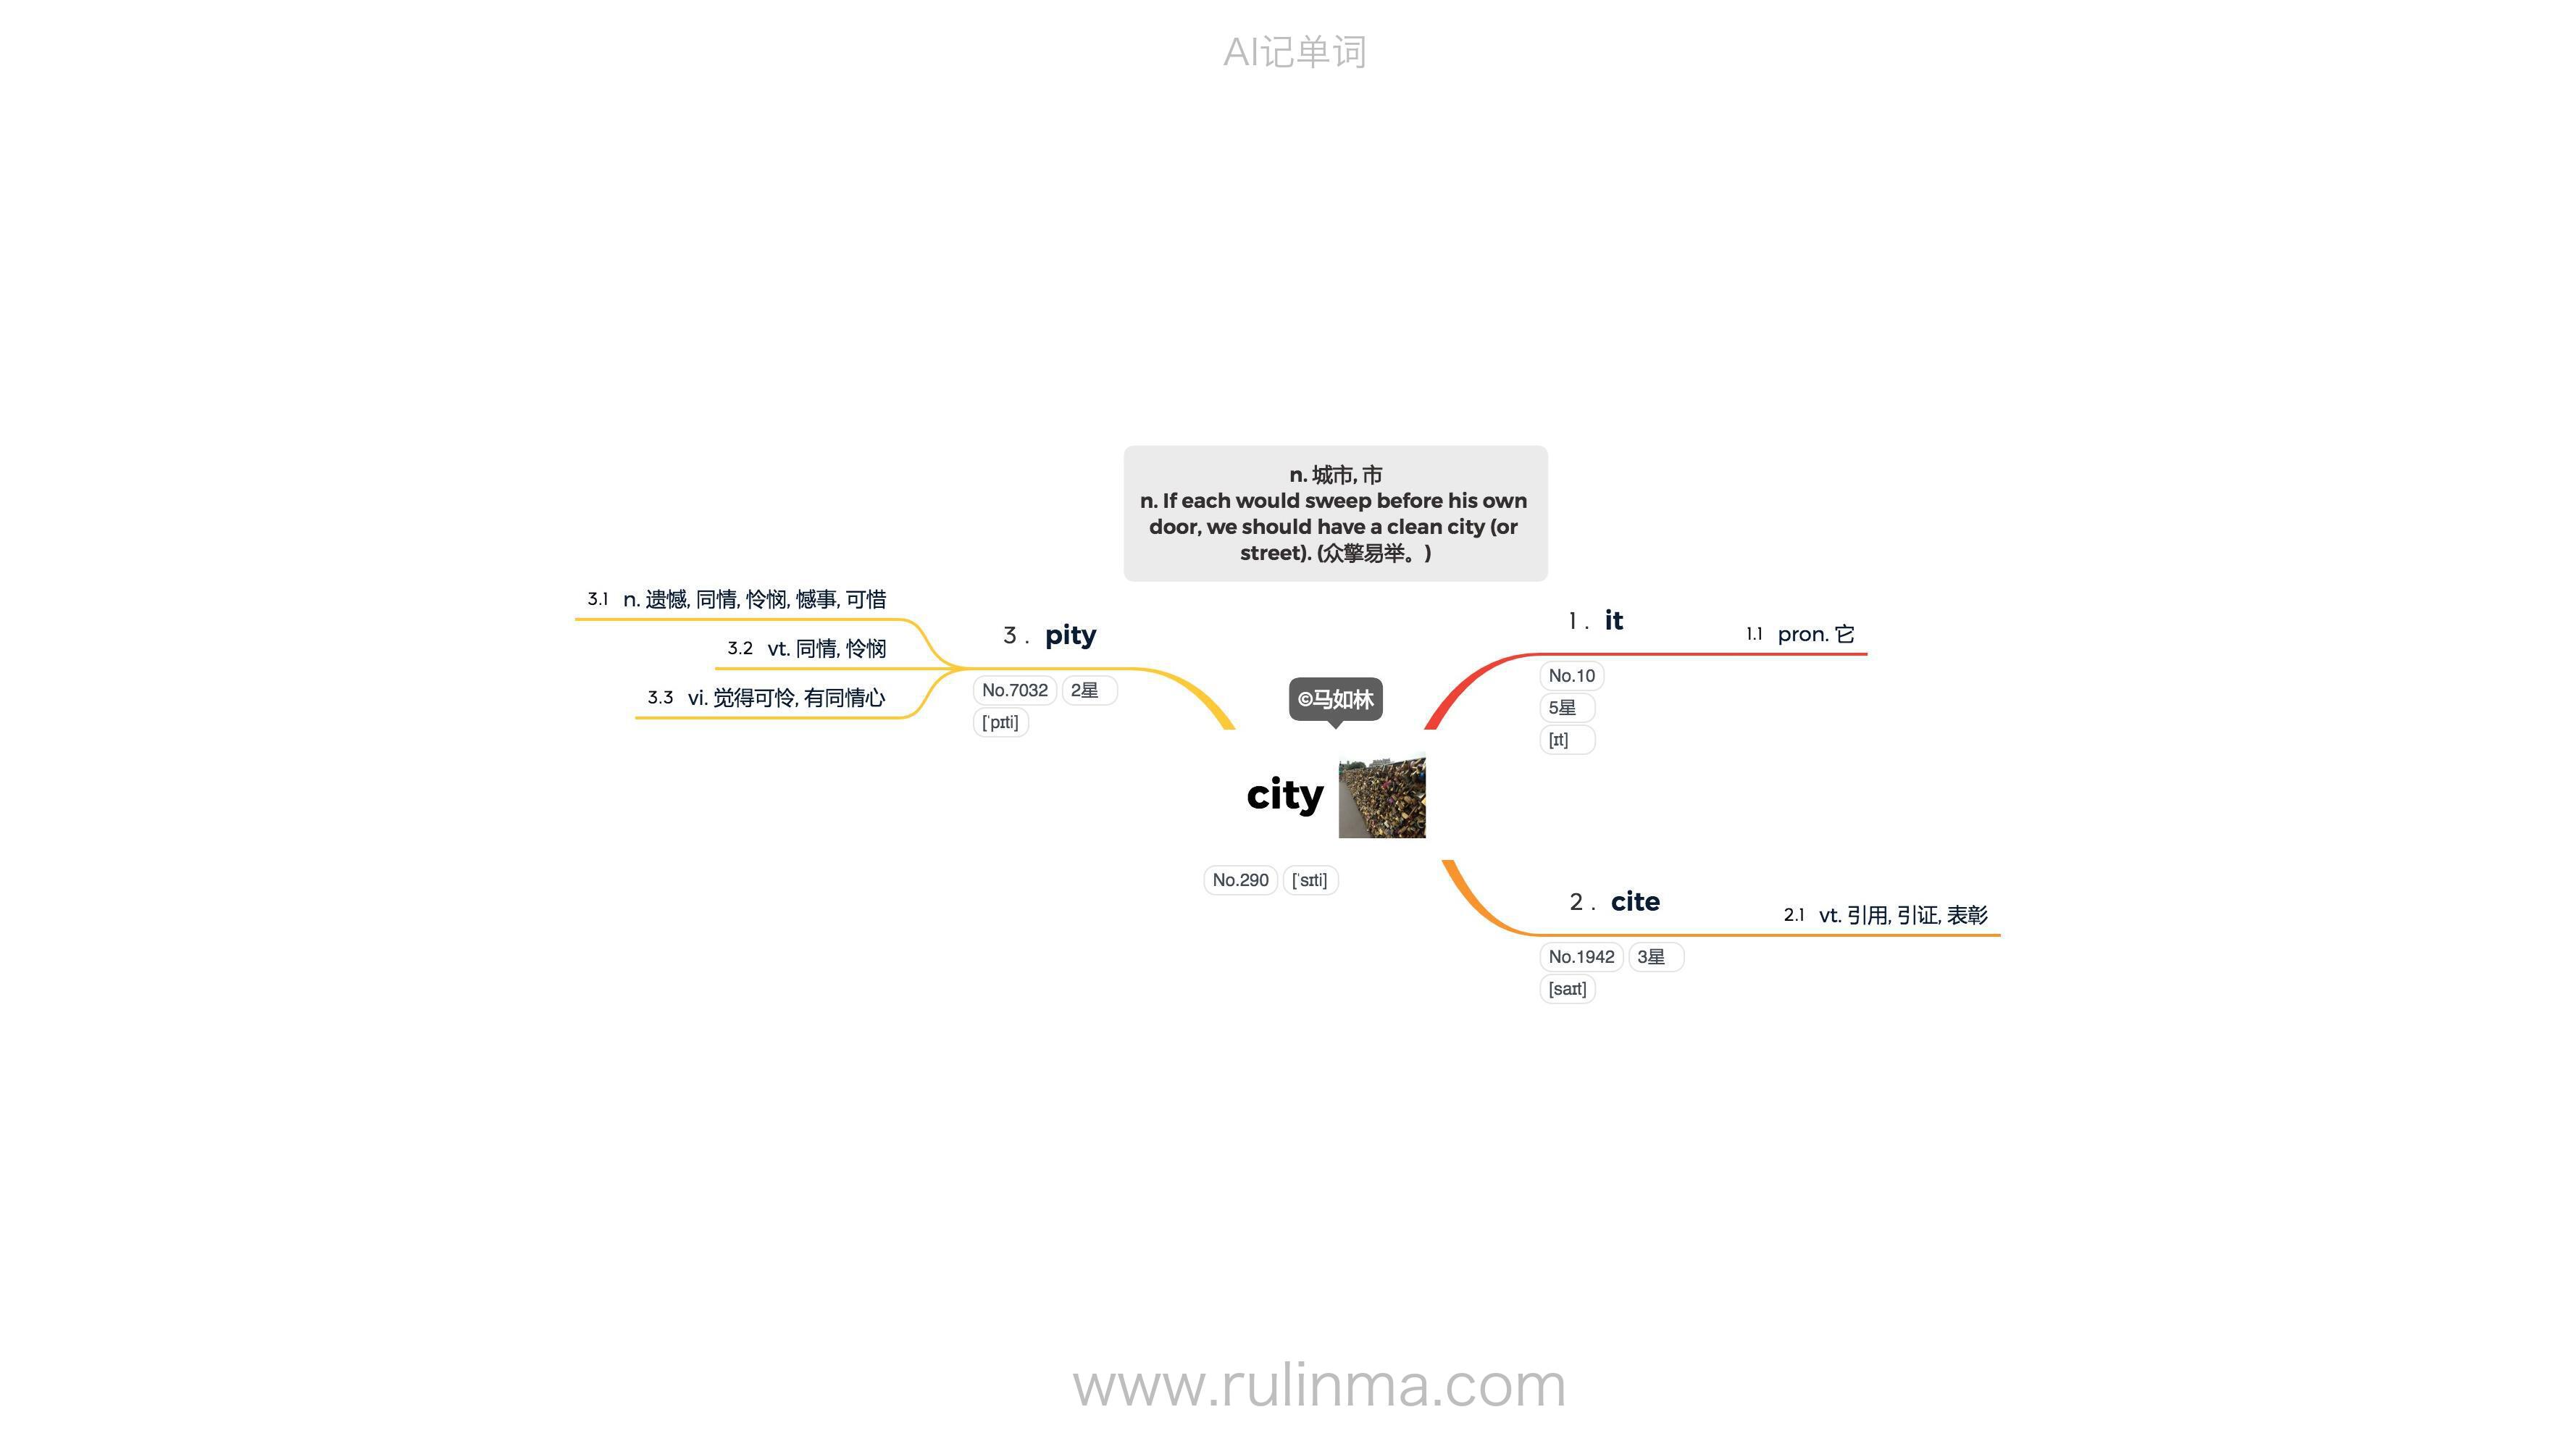 AI记单词
n. 城市, 市
n. If each would sweep before his own
door, we should have a clean city (or
street). (众擎易举。)
3.1 n. 遗憾, 同情, 怜悯, 憾事, 可惜
3.2 vt. 同情, 怜悯
3.3 vi. 觉得可怜, 有同情心
3 . pity
No.7032 2星
[ˈpɪti]
©马如林
city
No.290 [ˈsɪti]
1 . it
No.10
5星
[ɪt]
1.1 pron. 它
2 . cite
No.1942 3星
[saɪt]
2.1 vt. 引用, 引证, 表彰
www.rulinma.com